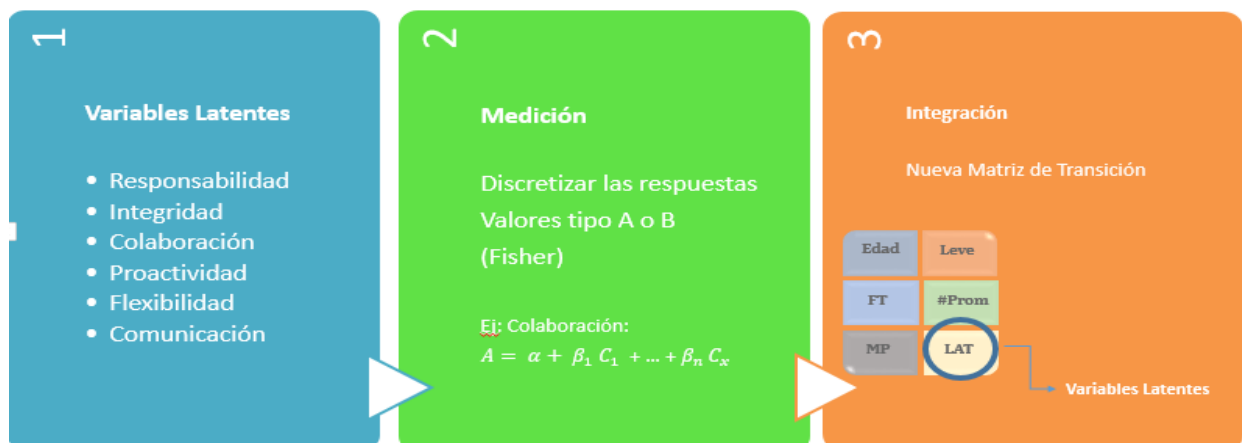 1
Variables Latentes
• Responsabilidad
• Integridad
• Colaboración
• Proactividad
• Flexibilidad
• Comunicación
2
Medición
Discretizar las respuestas
Valores tipo A o B
(Fisher)
Ej: Colaboración:
A = α + β₁ C₁ + ... + βₙ Cₓ
3
Integración
Nueva Matriz de Transición
Edad Leve
FT #Prom
MP LAT
Variables Latentes